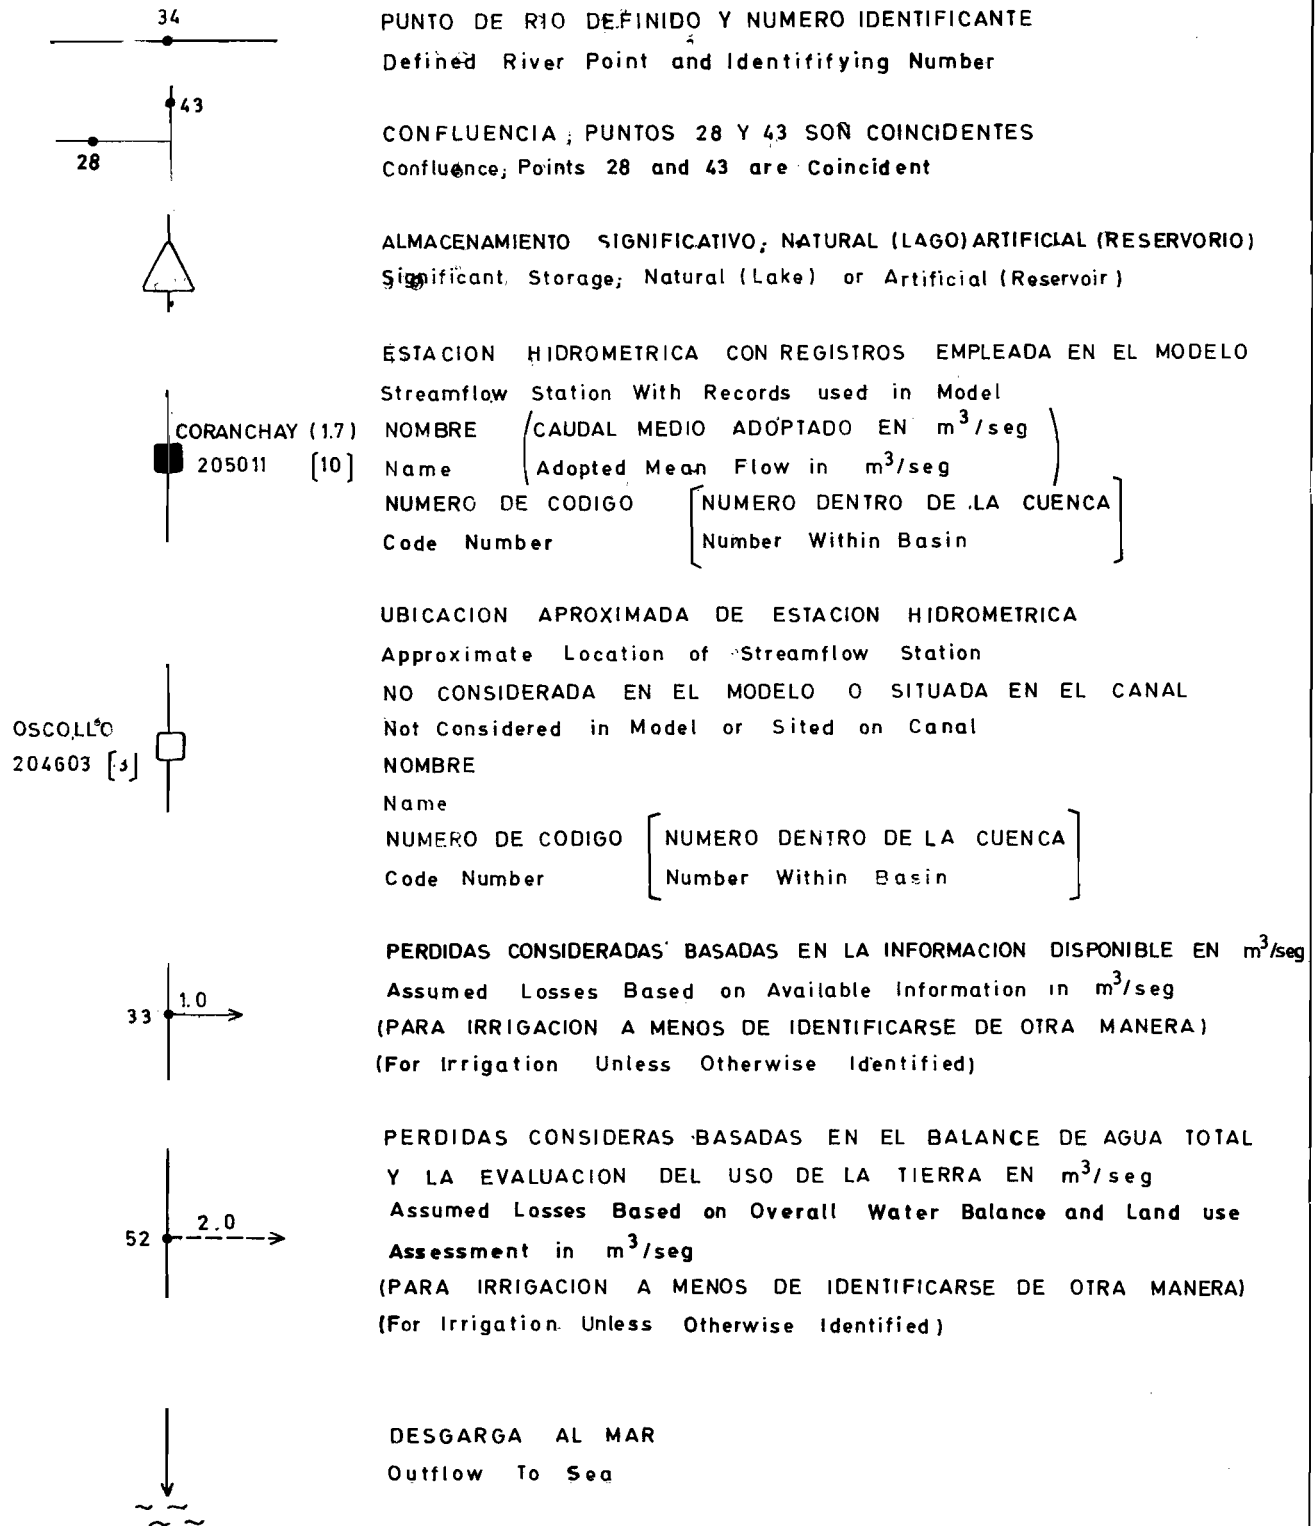 34
PUNTO DE RIO DEFINIDO Y NUMERO IDENTIFICANTE
Defined River Point and Identififying Number
43
28
CONFLUENCIA; PUNTOS 28 Y 43 SON COINCIDENTES
Confluence; Points 28 and 43 are Coincident
ALMACENAMIENTO SIGNIFICATIVO; NATURAL (LAGO) ARTIFICIAL (RESERVORIO)
Significant Storage; Natural (Lake) or Artificial (Reservoir)
ESTACION HIDROMETRICA CON REGISTROS EMPLEADA EN EL MODELO
Streamflow Station With Records used in Model
CORANCHAY (1.7)
205011 [10]
NOMBRE (CAUDAL MEDIO ADOPTADO EN m³/seg
Name Adopted Mean Flow in m³/seg)
NUMERO DE CODIGO [NUMERO DENTRO DE LA CUENCA
Code Number Number Within Basin]
UBICACION APROXIMADA DE ESTACION HIDROMETRICA
Approximate Location of Streamflow Station
NO CONSIDERADA EN EL MODELO O SITUADA EN EL CANAL
Not Considered in Model or Sited on Canal
OSCOLLO
204603 [3]
NOMBRE
Name
NUMERO DE CODIGO [NUMERO DENTRO DE LA CUENCA
Code Number Number Within Basin]
33
1.0
PERDIDAS CONSIDERADAS BASADAS EN LA INFORMACION DISPONIBLE EN m³/seg
Assumed Losses Based on Available Information in m³/seg
(PARA IRRIGACION A MENOS DE IDENTIFICARSE DE OTRA MANERA)
(For Irrigation Unless Otherwise Identified)
52
2.0
PERDIDAS CONSIDERAS BASADAS EN EL BALANCE DE AGUA TOTAL
Y LA EVALUACION DEL USO DE LA TIERRA EN m³/seg
Assumed Losses Based on Overall Water Balance and Land use
Assessment in m³/seg
(PARA IRRIGACION A MENOS DE IDENTIFICARSE DE OTRA MANERA)
(For Irrigation Unless Otherwise Identified)
DESGARGA AL MAR
Outflow To Sea